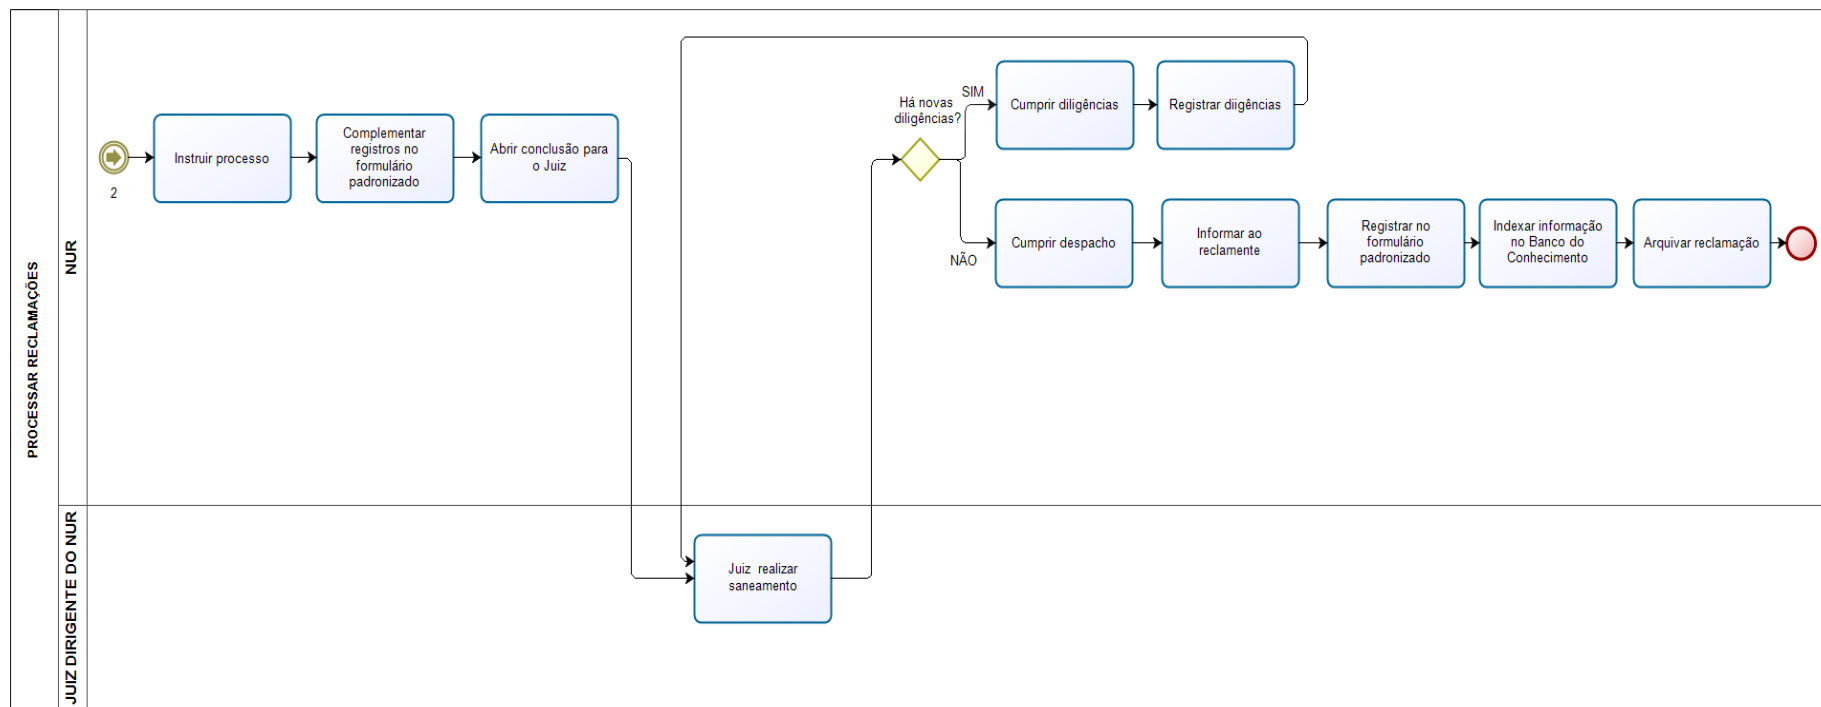 PROCESSAR RECLAMAÇÕES
NUR
2
Instruir processo
Complementar
registros no
formulário
padronizado
Abrir conclusão para
o Juiz
Há novas
diligências?
SIM
Cumprir diligências
Registrar diigências
NÃO
Cumprir despacho
Informar ao
reclamente
Registrar no
formulário
padronizado
Indexar informação
no Banco do
Conhecimento
Arquivar reclamação
JUIZ DIRIGENTE DO NUR
Juiz  realizar
saneamento